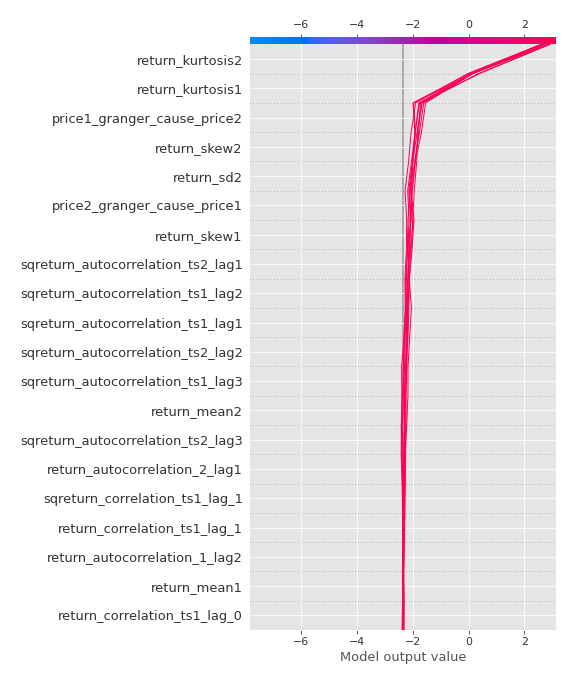 −6 −4 −2 0 2
return_kurtosis2
return_kurtosis1
price1_granger_cause_price2
return_skew2
return_sd2
price2_granger_cause_price1
return_skew1
sqreturn_autocorrelation_ts2_lag1
sqreturn_autocorrelation_ts1_lag2
sqreturn_autocorrelation_ts1_lag1
sqreturn_autocorrelation_ts2_lag2
sqreturn_autocorrelation_ts1_lag3
return_mean2
sqreturn_autocorrelation_ts2_lag3
return_autocorrelation_2_lag1
sqreturn_correlation_ts1_lag_1
return_correlation_ts1_lag_1
return_autocorrelation_1_lag2
return_mean1
return_correlation_ts1_lag_0
−6 −4 −2 0 2
Model output value